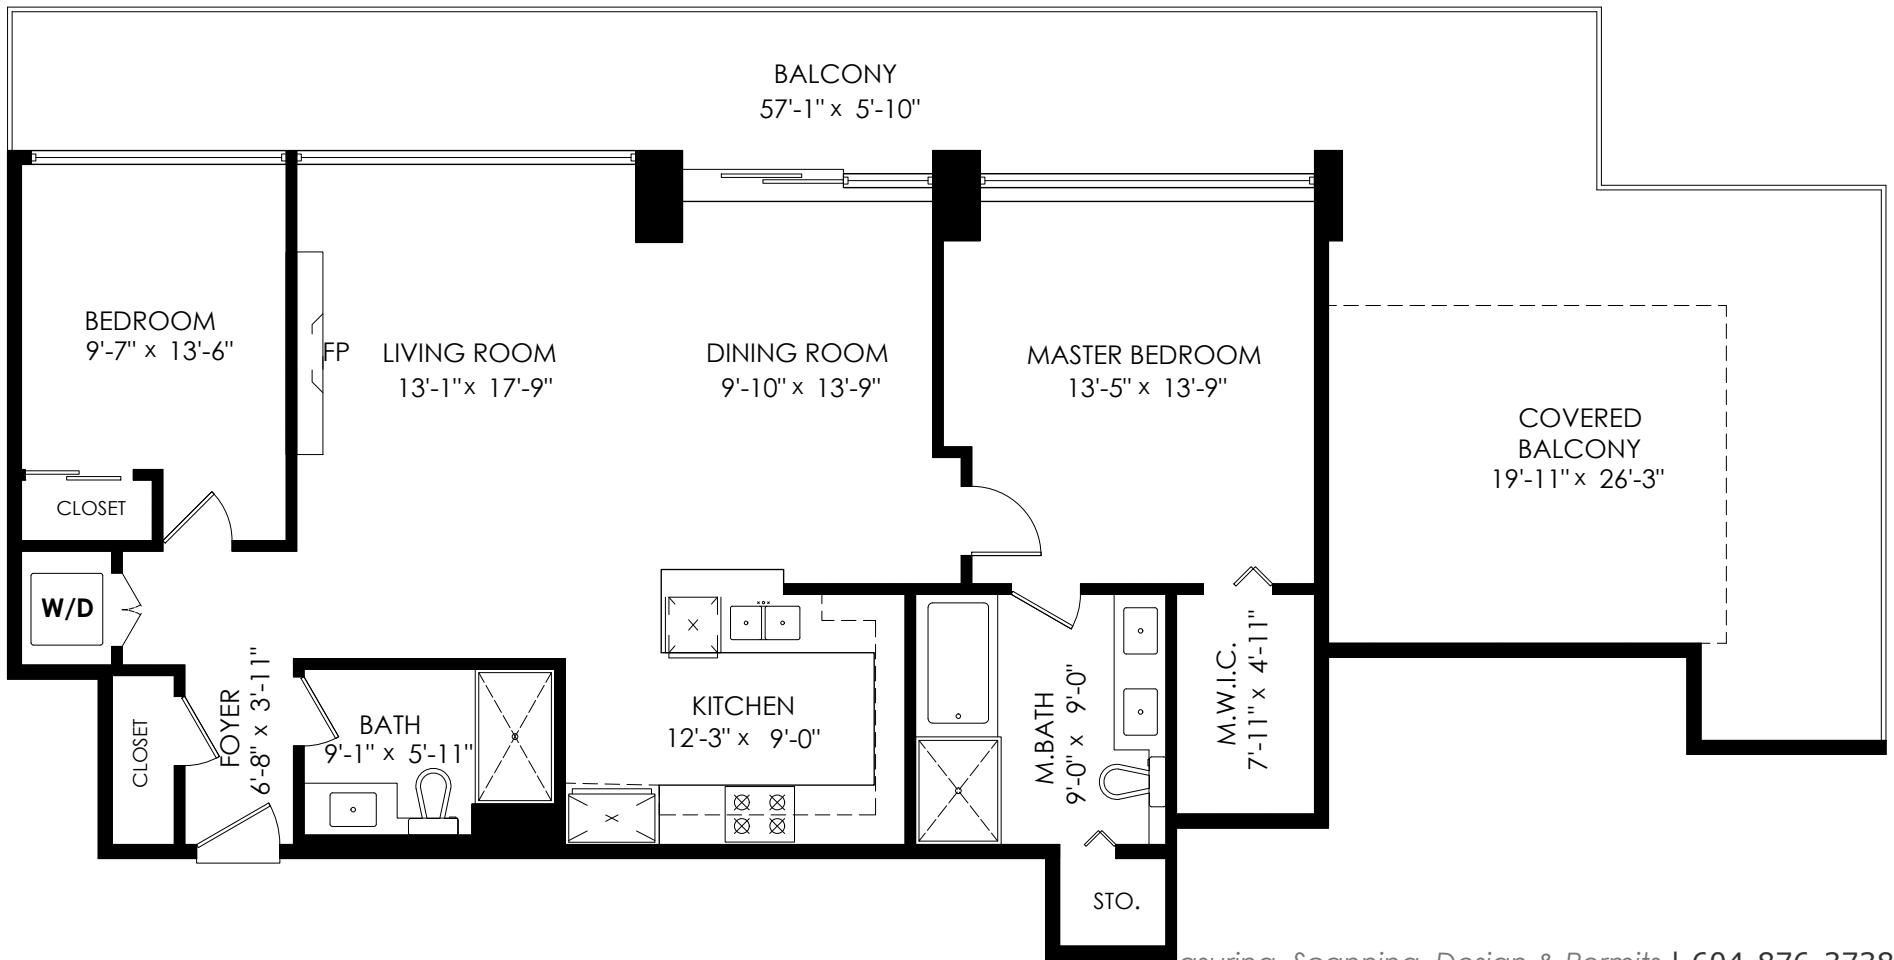 BALCONY
57'-1" x 5'-10"
BEDROOM
9'-7" x 13'-6"
FP
LIVING ROOM
13'-1" x 17'-9"
DINING ROOM
9'-10" x 13'-9"
MASTER BEDROOM
13'-5" x 13'-9"
COVERED
BALCONY
19'-11" x 26'-3"
CLOSET
W/D
CLOSET
FOYER
6'-8" x 3'-11"
BATH
9'-1" x 5'-11"
KITCHEN
12'-3" x 9'-0"
M.BATH
9'-0" x 9'-0"
M.W.I.C.
7'-11" x 4'-11"
STO.
Scanning, Design & Permits | 604-876-3738